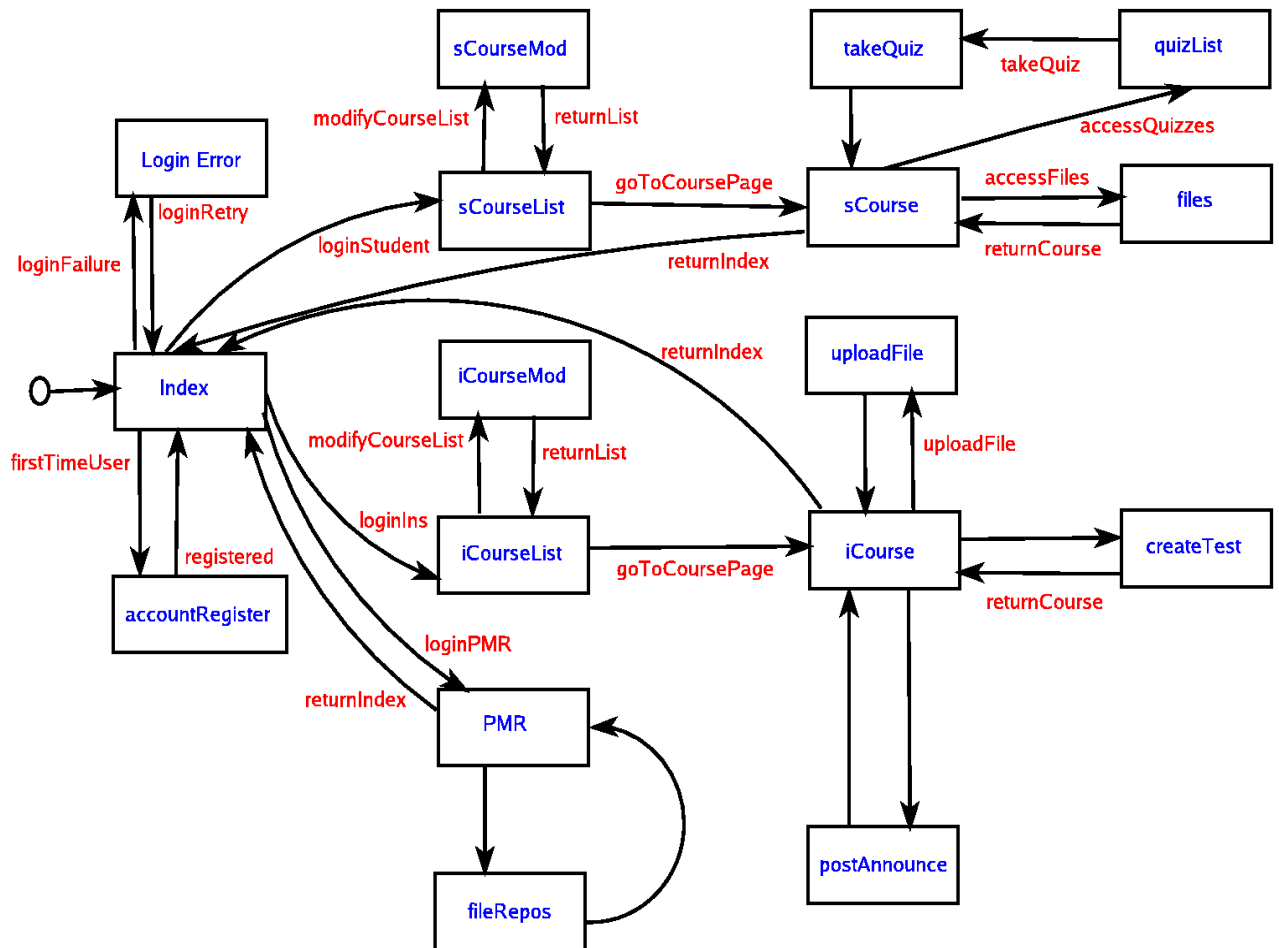 sCourseMod
takeQuiz
quizList
takeQuiz
modifyCourseList
returnList
accessQuizzes
Login Error
loginRetry
goToCoursePage
accessFiles
sCourseList
sCourse
files
loginStudent
returnCourse
loginFailure
returnIndex
returnIndex
uploadFile
Index
iCourseMod
modifyCourseList
returnList
uploadFile
firstTimeUser
loginIns
registered
iCourseList
goToCoursePage
iCourse
createTest
returnCourse
accountRegister
loginPMR
returnIndex
PMR
postAnnounce
fileRepos